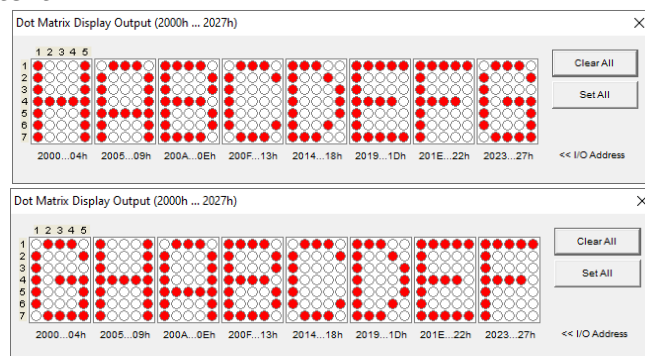 Dot Matrix Display Output (2000h ... 2027h)
1 2 3 4 5
1
2
3
4
5
6
7
HABCDEFG
Clear All
Set All
2000...04h 2005...09h 200A...0Eh 200F...13h 2014...18h 2019...1Dh 201E...22h 2023...27h << I/O Address
Dot Matrix Display Output (2000h ... 2027h)
1 2 3 4 5
1
2
3
4
5
6
7
GHABCDEF
Clear All
Set All
2000...04h 2005...09h 200A...0Eh 200F...13h 2014...18h 2019...1Dh 201E...22h 2023...27h << I/O Address